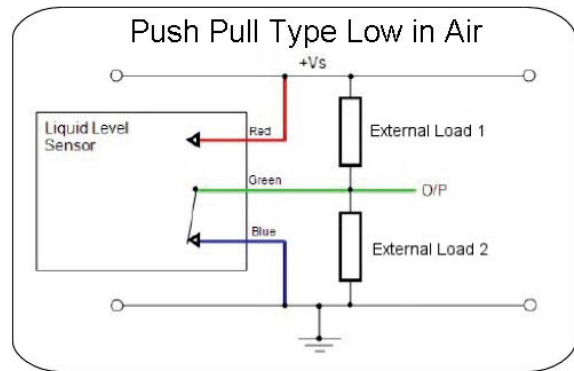 Push Pull Type Low in Air
+Vs
Liquid Level
Sensor
Red
External Load 1
Green
O/P
Blue
External Load 2